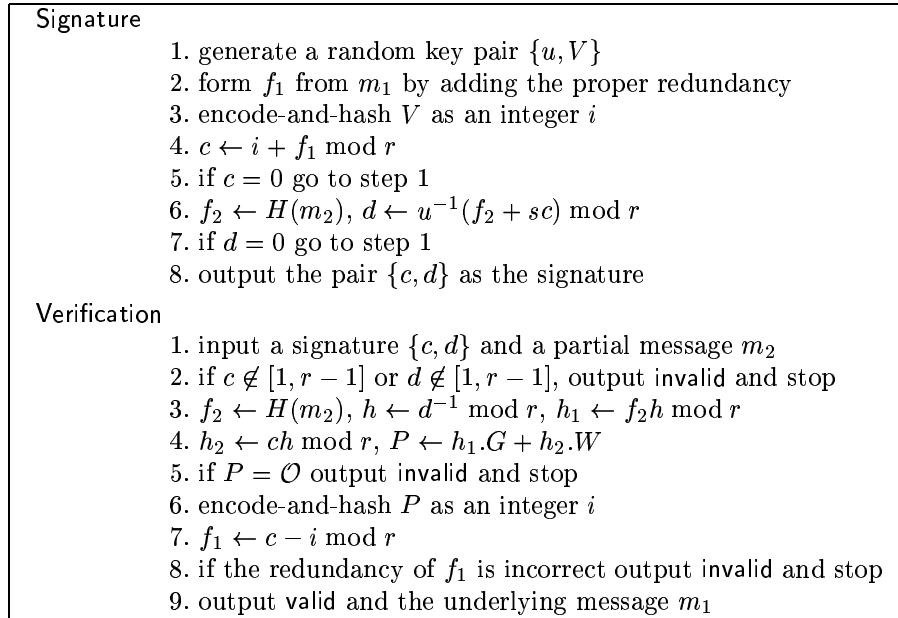 Signature
1. generate a random key pair {u, V}
2. form f₁ from m₁ by adding the proper redundancy
3. encode-and-hash V as an integer i
4. c ← i + f₁ mod r
5. if c = 0 go to step 1
6. f₂ ← H(m₂), d ← u⁻¹(f₂ + sc) mod r
7. if d = 0 go to step 1
8. output the pair {c, d} as the signature
Verification
1. input a signature {c, d} and a partial message m₂
2. if c ∉ [1, r − 1] or d ∉ [1, r − 1], output invalid and stop
3. f₂ ← H(m₂), h ← d⁻¹ mod r, h₁ ← f₂h mod r
4. h₂ ← ch mod r, P ← h₁.G + h₂.W
5. if P = 𝒪 output invalid and stop
6. encode-and-hash P as an integer i
7. f₁ ← c − i mod r
8. if the redundancy of f₁ is incorrect output invalid and stop
9. output valid and the underlying message m₁